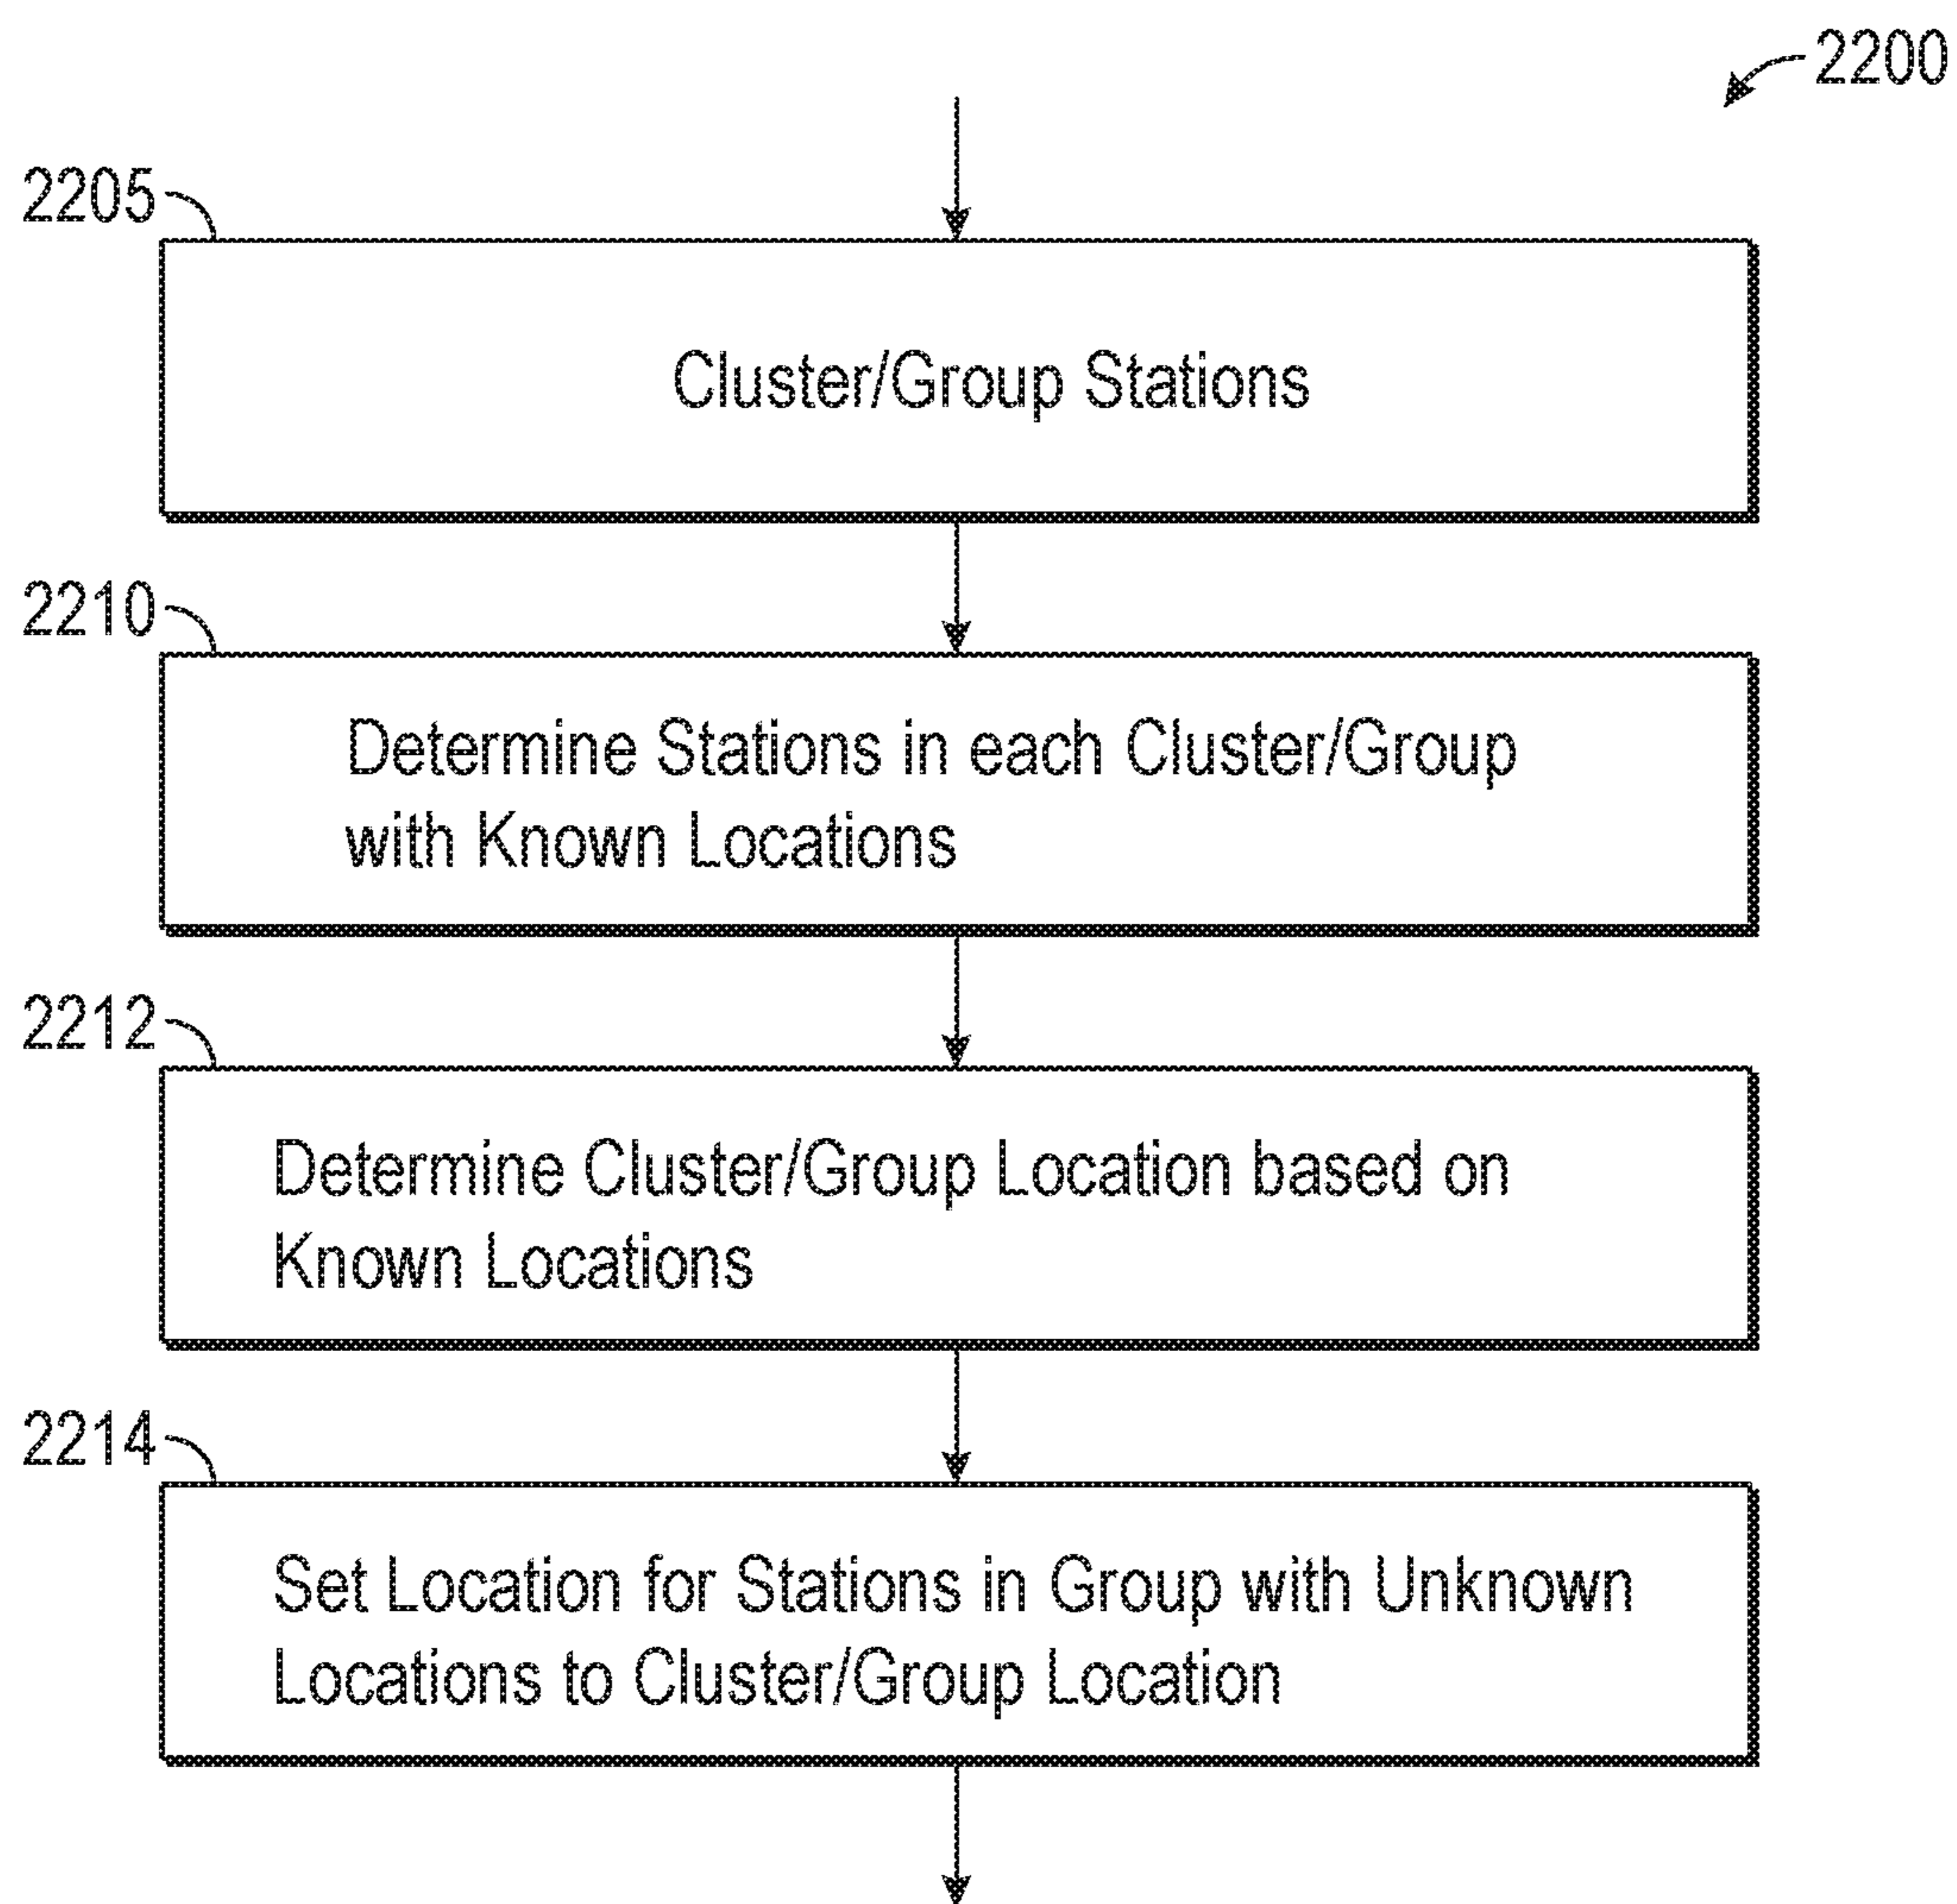 2200
2205
Cluster/Group Stations
2210
Determine Stations in each Cluster/Group
with Known Locations
2212
Determine Cluster/Group Location based on
Known Locations
2214
Set Location for Stations in Group with Unknown
Locations to Cluster/Group Location